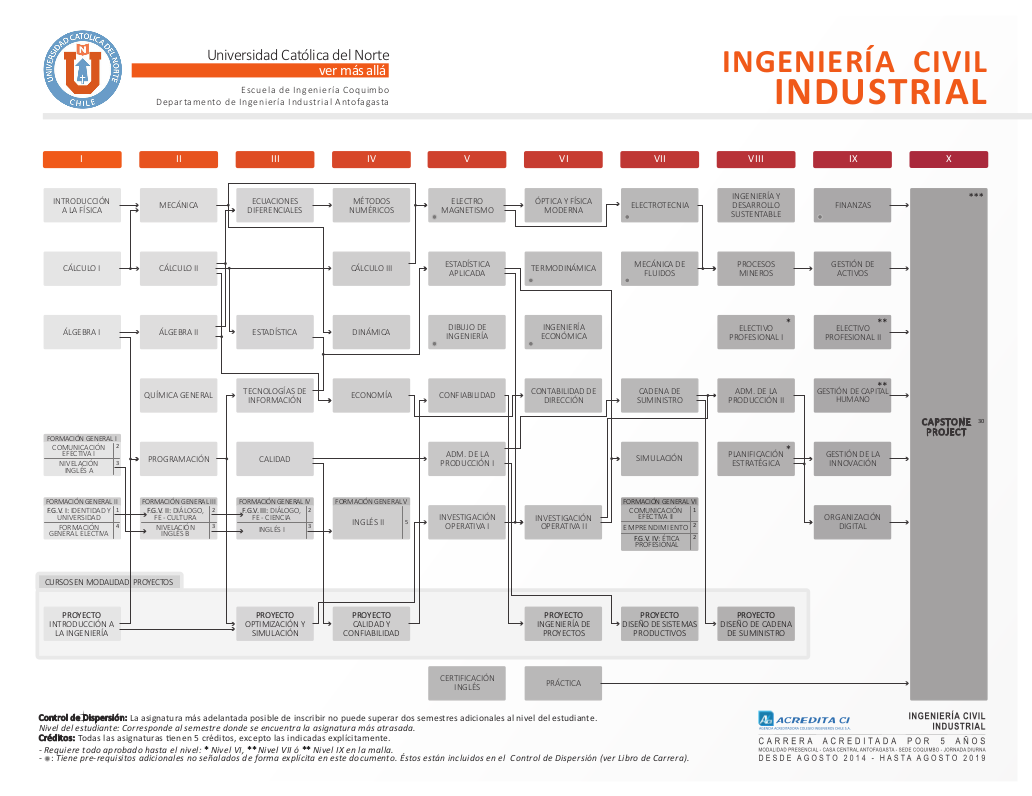 UNIVERSIDAD CATOLICA DEL NORTE
CHILE
Universidad Católica del Norte
ver más allá
Escuela de Ingeniería Coquimbo
Departamento de Ingeniería Industrial Antofagasta
INGENIERÍA CIVIL
INDUSTRIAL
I II III IV V VI VII VIII IX X
INTRODUCCIÓN
A LA FÍSICA
MECÁNICA
ECUACIONES
DIFERENCIALES
MÉTODOS
NUMÉRICOS
ELECTRO
MAGNETISMO
ÓPTICA Y FÍSICA
MODERNA
ELECTROTECNIA
INGENIERÍA Y
DESARROLLO
SUSTENTABLE
FINANZAS
***
CÁLCULO I
CÁLCULO II
CÁLCULO III
ESTADÍSTICA
APLICADA
TERMODINÁMICA
MECÁNICA DE
FLUIDOS
PROCESOS
MINEROS
GESTIÓN DE
ACTIVOS
ÁLGEBRA I
ÁLGEBRA II
ESTADÍSTICA
DINÁMICA
DIBUJO DE
INGENIERÍA
INGENIERÍA
ECONÓMICA
*
ELECTIVO
PROFESIONAL I
**
ELECTIVO
PROFESIONAL II
QUÍMICA GENERAL
TECNOLOGÍAS DE
INFORMACIÓN
ECONOMÍA
CONFIABILIDAD
CONTABILIDAD DE
DIRECCIÓN
CADENA DE
SUMINISTRO
ADM. DE LA
PRODUCCIÓN II
**
GESTIÓN DE CAPITAL
HUMANO
CAPSTONE 30
PROJECT
FORMACIÓN GENERAL I
COMUNICACIÓN
EFECTIVA I 2
NIVELACIÓN
INGLÉS A 3
PROGRAMACIÓN
CALIDAD
ADM. DE LA
PRODUCCIÓN I
SIMULACIÓN
*
PLANIFICACIÓN
ESTRATÉGICA
GESTIÓN DE LA
INNOVACIÓN
FORMACIÓN GENERAL II
F.G.V. I: IDENTIDAD Y
UNIVERSIDAD 1
FORMACIÓN
GENERAL ELECTIVA 4
FORMACIÓN GENERAL III
F.G.V. II: DIÁLOGO,
FE - CULTURA 2
NIVELACIÓN
INGLÉS B 3
FORMACIÓN GENERAL IV
F.G.V. III: DIÁLOGO,
FE - CIENCIA 2
INGLÉS I 3
FORMACIÓN GENERAL V
INGLÉS II 5
INVESTIGACIÓN
OPERATIVA I
INVESTIGACIÓN
OPERATIVA II
FORMACIÓN GENERAL VI
COMUNICACIÓN
EFECTIVA II 1
EMPRENDIMIENTO 2
F.G.V. IV: ÉTICA
PROFESIONAL 2
ORGANIZACIÓN
DIGITAL
CURSOS EN MODALIDAD PROYECTOS
PROYECTO
INTRODUCCIÓN A
LA INGENIERÍA
PROYECTO
OPTIMIZACIÓN Y
SIMULACIÓN
PROYECTO
CALIDAD Y
CONFIABILIDAD
PROYECTO
INGENIERÍA DE
PROYECTOS
PROYECTO
DISEÑO DE SISTEMAS
PRODUCTIVOS
PROYECTO
DISEÑO DE CADENA
DE SUMINISTRO
CERTIFICACIÓN
INGLÉS
PRÁCTICA
Control de Dispersión: La asignatura más adelantada posible de inscribir no puede superar dos semestres adicionales al nivel del estudiante.
Nivel del estudiante: Corresponde al semestre donde se encuentra la asignatura más atrasada.
Créditos: Todas las asignaturas tienen 5 créditos, excepto las indicadas explícitamente.
- Requiere todo aprobado hasta el nivel: * Nivel VI, ** Nivel VII ó ** Nivel IX en la malla.
- ◉: Tiene pre-requisitos adicionales no señalados de forma explícita en este documento. Éstos están incluidos en el Control de Dispersión (ver Libro de Carrera).
ACREDITA CI
INGENIERÍA CIVIL
INDUSTRIAL
CARRERA ACREDITADA POR 5 AÑOS
MODALIDAD PRESENCIAL - CASA CENTRAL ANTOFAGASTA - SEDE COQUIMBO - JORNADA DIURNA
DESDE AGOSTO 2014 - HASTA AGOSTO 2019